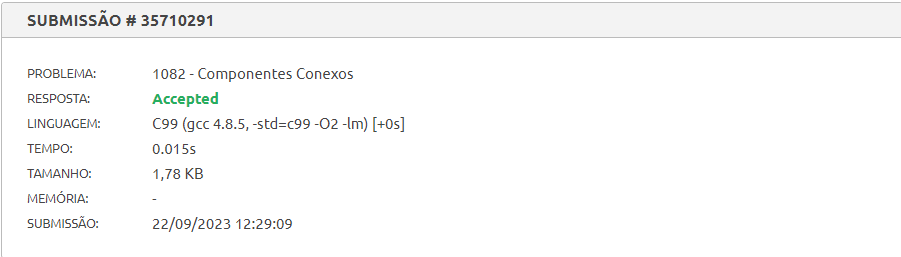 SUBMISSÃO # 35710291
PROBLEMA: 1082 - Componentes Conexos
RESPOSTA: Accepted
LINGUAGEM: C99 (gcc 4.8.5, -std=c99 -O2 -lm) [+0s]
TEMPO: 0.015s
TAMANHO: 1,78 KB
MEMÓRIA: -
SUBMISSÃO: 22/09/2023 12:29:09